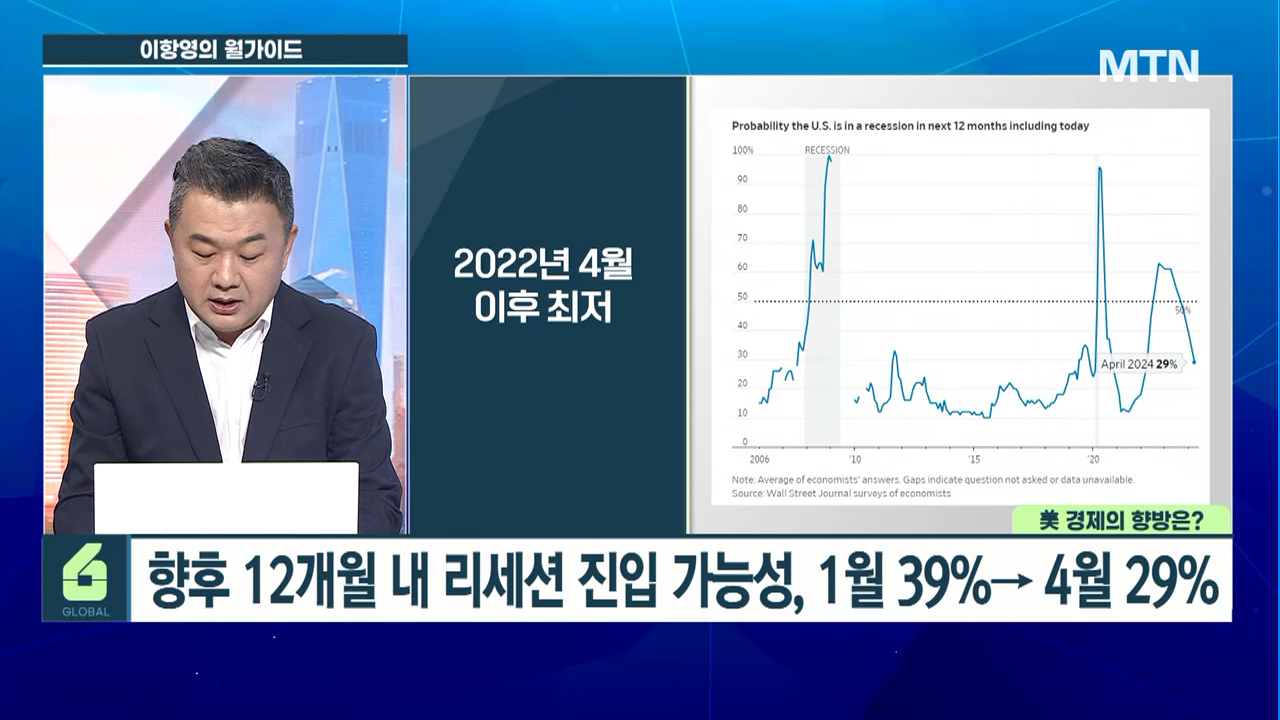 이항영의 월가이드
MTN
2022년 4월
이후 최저
Probability the U.S. is in a recession in next 12 months including today
100%
RECESSION
90
80
70
60
50
50%
40
30
April 2024 29%
20
10
0
2006
'10
'15
'20
Note: Average of economists' answers. Gaps indicate question not asked or data unavailable.
Source: Wall Street Journal surveys of economists
美 경제의 향방은?
6
GLOBAL
향후 12개월 내 리세션 진입 가능성, 1월 39%→ 4월 29%